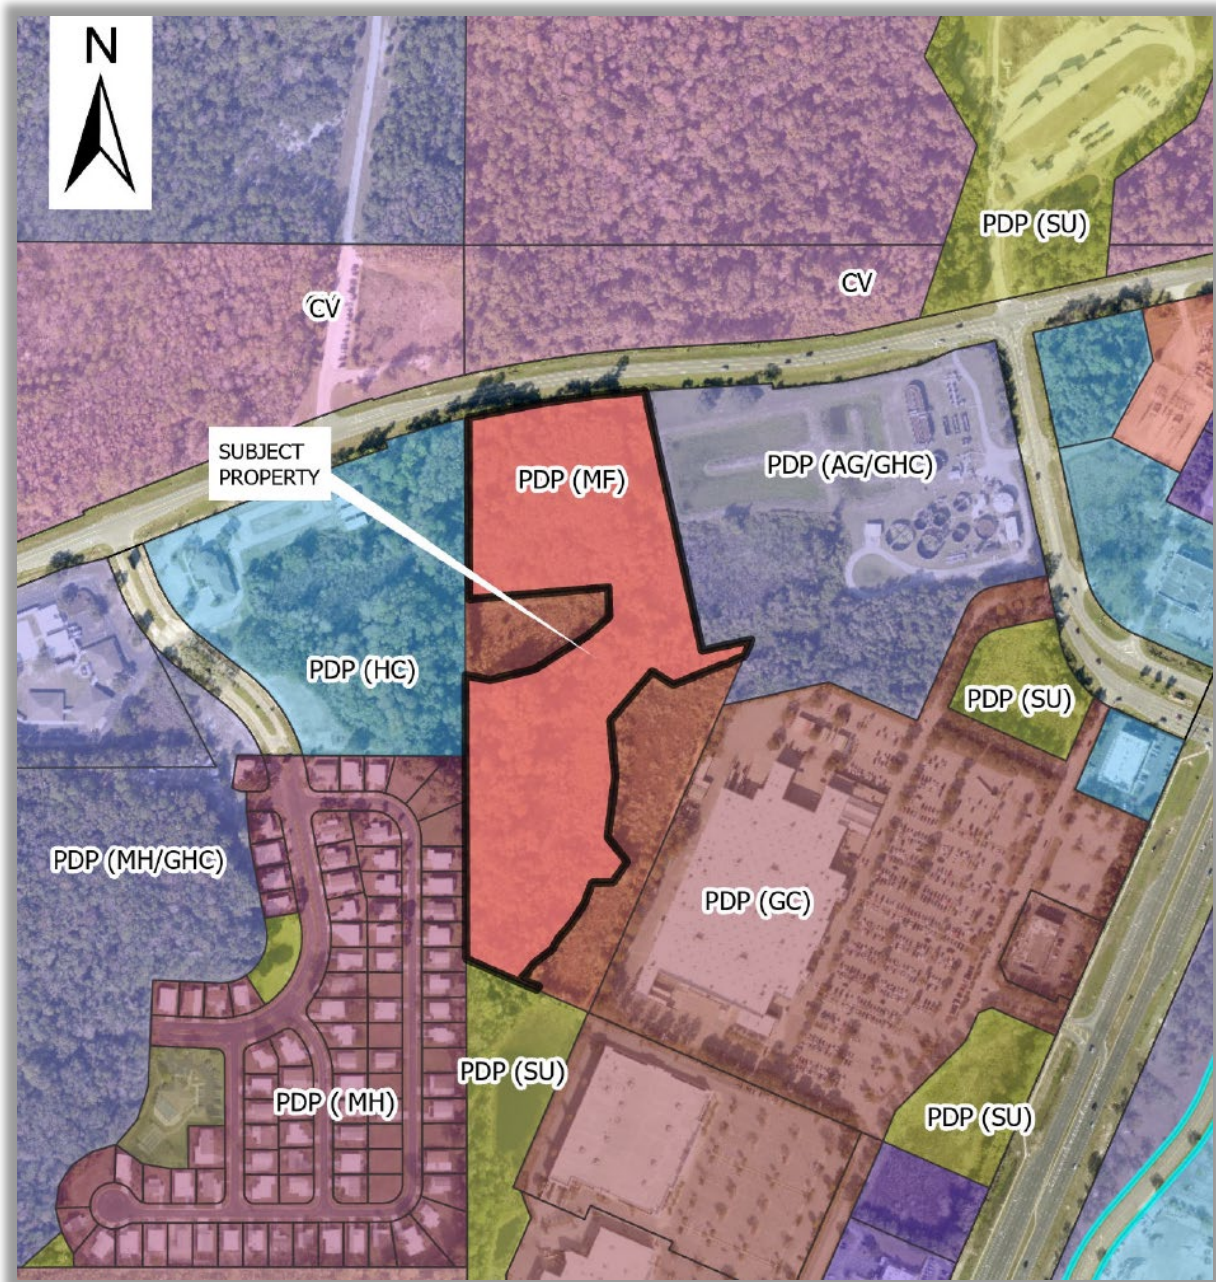 N
PDP (SU)
CV
CV
SUBJECT
PROPERTY
PDP (MF)
PDP (AG/GHC)
PDP (HC)
PDP (SU)
PDP (MH/GHC)
PDP (GC)
PDP (SU)
PDP ( MH)
PDP (SU)